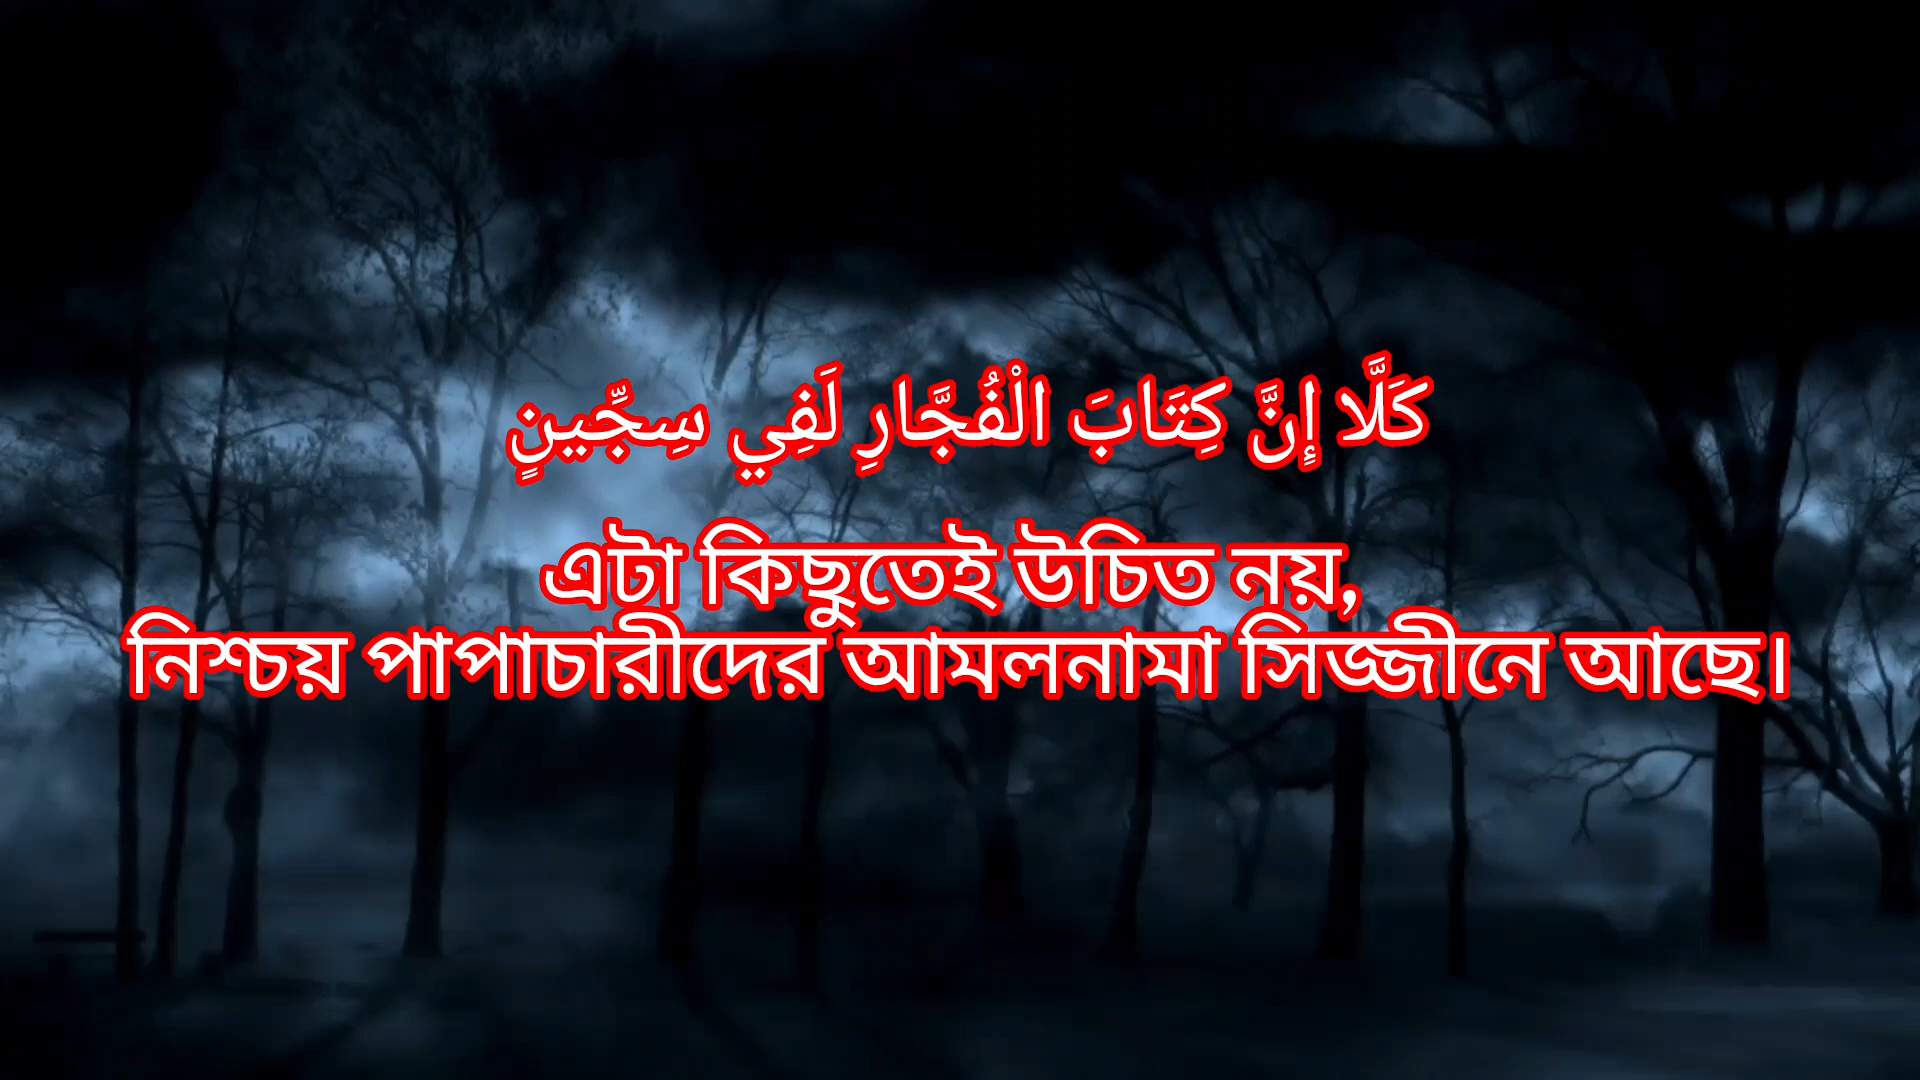 كَلَّا إِنَّ كِتَابَ الْفُجَّارِ لَفِي سِجِّينٍ
এটা কিছুতেই উচিত নয়,
নিশ্চয় পাপাচারীদের আমলনামা সিজ্জীনে আছে।